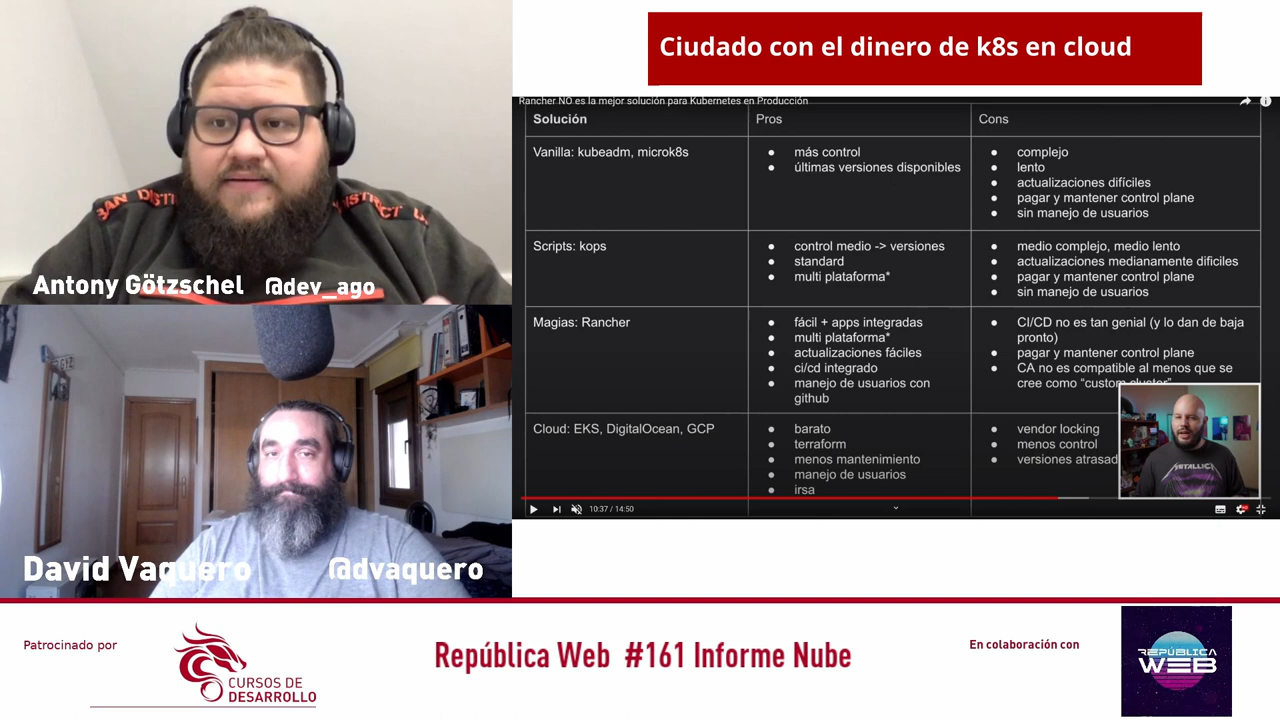 Ciudado con el dinero de k8s en cloud
Rancher NO es la mejor solución para Kubernetes en Producción
Solución
Pros
Cons
Vanilla: kubeadm, microk8s
más control
últimas versiones disponibles
complejo
lento
actualizaciones difíciles
pagar y mantener control plane
sin manejo de usuarios
Scripts: kops
control medio -> versiones
standard
multi plataforma*
medio complejo, medio lento
actualizaciones medianamente dificiles
pagar y mantener control plane
sin manejo de usuarios
Magias: Rancher
fácil + apps integradas
multi plataforma*
actualizaciones fáciles
ci/cd integrado
manejo de usuarios con
github
CI/CD no es tan genial (y lo dan de baja
pronto)
pagar y mantener control plane
CA no es compatible al menos que se
cree como "custom cluster"
Cloud: EKS, DigitalOcean, GCP
barato
terraform
menos mantenimiento
manejo de usuarios
irsa
vendor locking
menos control
versiones atrasad
METALLICA
10:37 / 14:50
DISTRICT
Antony Götzschel @dev_ago
David Vaquero @dvaquero
Patrocinado por
CURSOS DE
DESARROLLO
República Web #161 Informe Nube
En colaboración con
REPÚBLICA
WEB